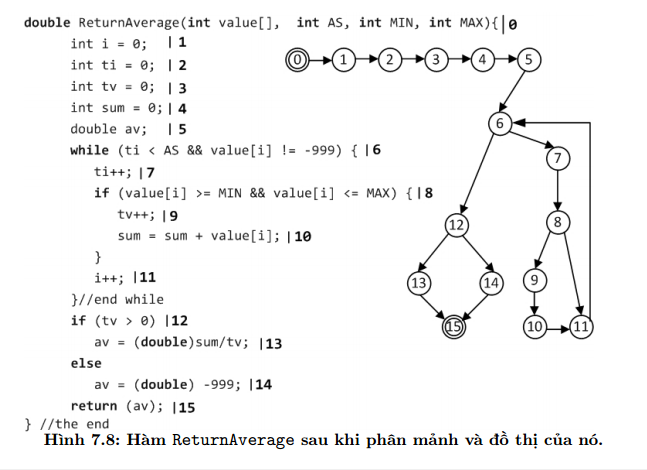 double ReturnAverage(int value[],  int AS, int MIN, int MAX){|0
int i = 0; |1
int ti = 0; |2
int tv = 0; |3
int sum = 0;|4
double av; |5
while (ti < AS && value[i] != -999) { |6
ti++; |7
if (value[i] >= MIN && value[i] <= MAX) {|8
tv++; |9
sum = sum + value[i]; |10
}
i++; |11
}//end while
if (tv > 0) |12
av = (double)sum/tv; |13
else
av = (double) -999; |14
return (av); |15
} //the end
0 1 2 3 4 5
6
7
12 8
13 14 9
15 10 11
Hình 7.8: Hàm ReturnAverage sau khi phân mảnh và đồ thị của nó.